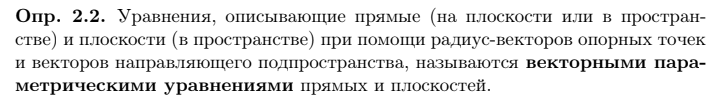 Опр. 2.2. Уравнения, описывающие прямые (на плоскости или в простран-
стве) и плоскости (в пространстве) при помощи радиус-векторов опорных точек
и векторов направляющего подпространства, называются векторными пара-
метрическими уравнениями прямых и плоскостей.